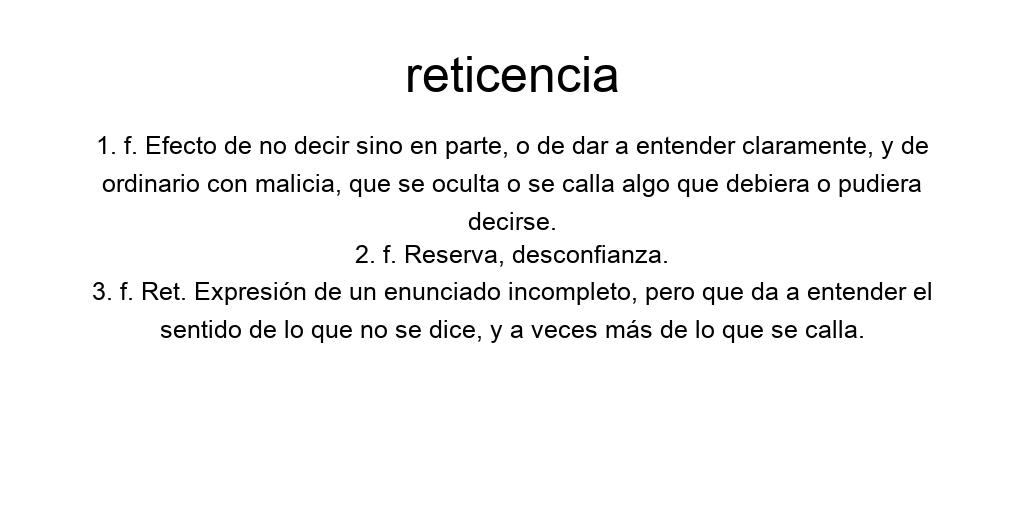 reticencia
1. f. Efecto de no decir sino en parte, o de dar a entender claramente, y de
ordinario con malicia, que se oculta o se calla algo que debiera o pudiera
decirse.
2. f. Reserva, desconfianza.
3. f. Ret. Expresión de un enunciado incompleto, pero que da a entender el
sentido de lo que no se dice, y a veces más de lo que se calla.